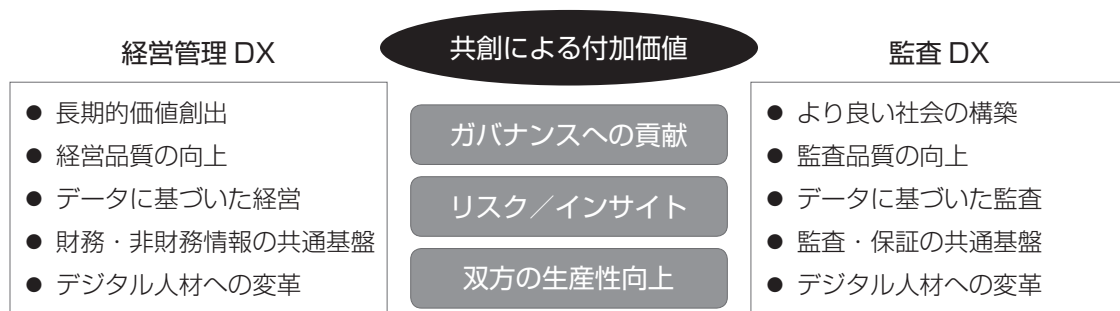 経営管理 DX
● 長期的価値創出
● 経営品質の向上
● データに基づいた経営
● 財務・非財務情報の共通基盤
● デジタル人材への変革
共創による付加価値
ガバナンスへの貢献
リスク／インサイト
双方の生産性向上
監査 DX
● より良い社会の構築
● 監査品質の向上
● データに基づいた監査
● 監査・保証の共通基盤
● デジタル人材への変革